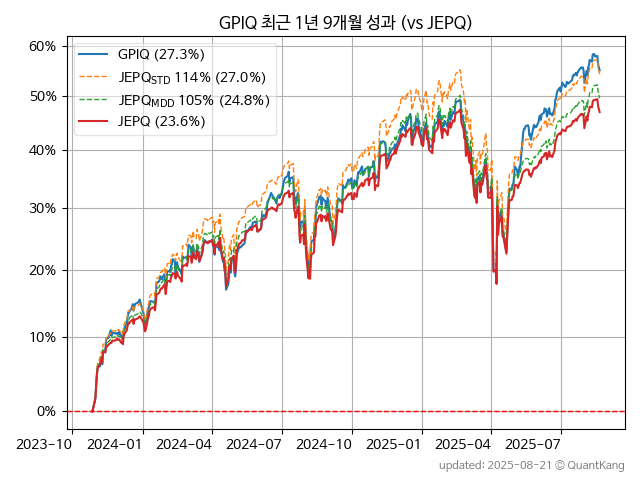 GPIQ 최근 1년 9개월 성과 (vs JEPQ)
GPIQ (27.3%)
JEPQSTD 114% (27.0%)
JEPQMDD 105% (24.8%)
JEPQ (23.6%)
60%
50%
40%
30%
20%
10%
0%
2023-10 2024-01 2024-04 2024-07 2024-10 2025-01 2025-04 2025-07
updated: 2025-08-21 © QuantKang